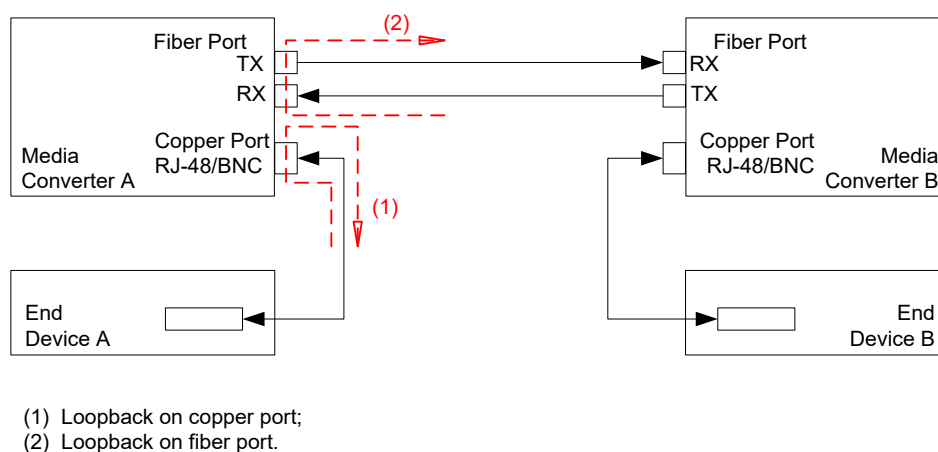 (2)
Fiber Port
TX
RX
Copper Port
RJ-48/BNC
Media
Converter A
(1)
Fiber Port
RX
TX
Copper Port
RJ-48/BNC
Media
Converter B
End
Device A
End
Device B
(1) Loopback on copper port;
(2) Loopback on fiber port.